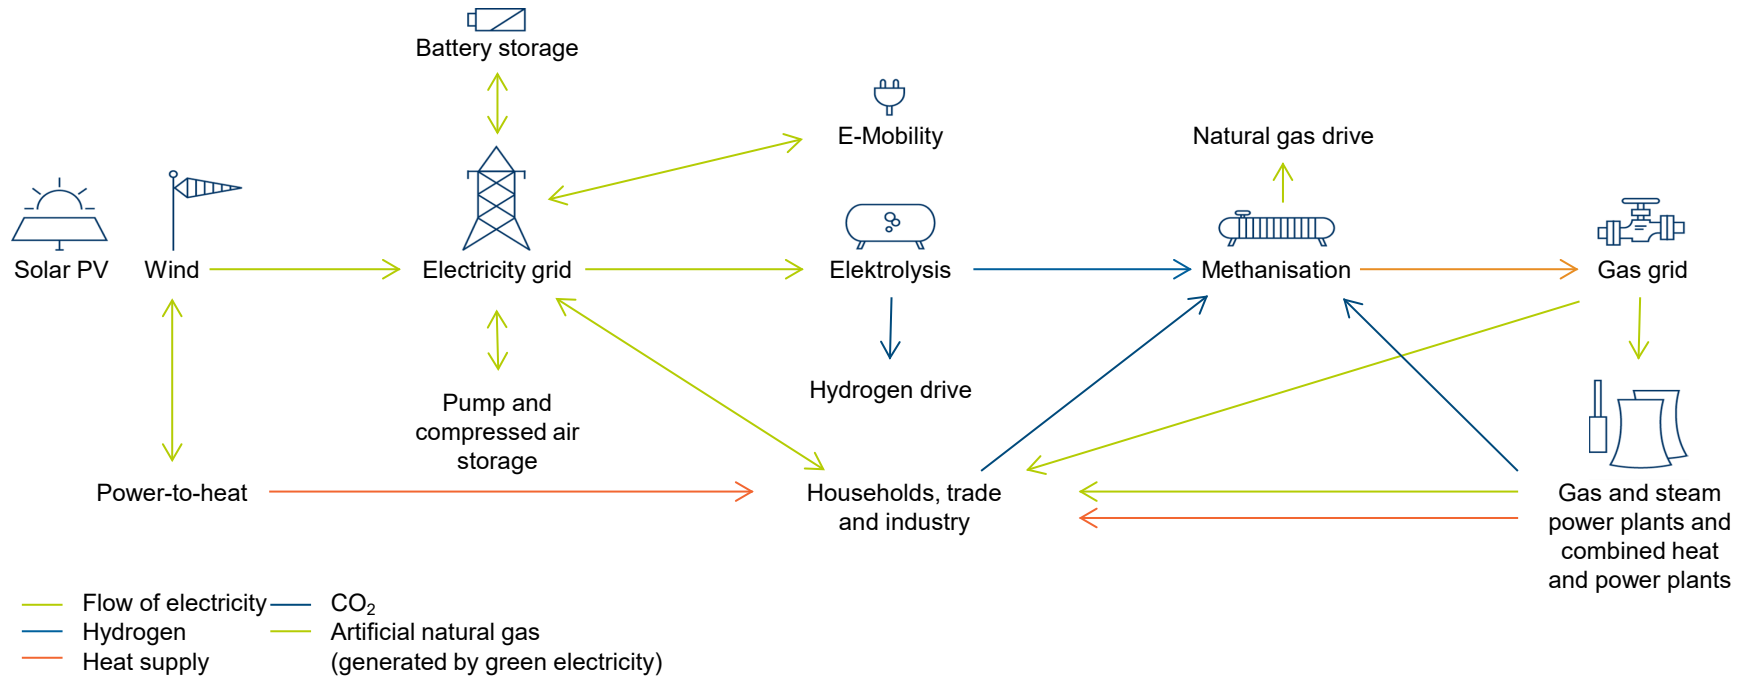 Battery storage
E-Mobility
Natural gas drive
Solar PV
Wind
Electricity grid
Elektrolysis
Methanisation
Gas grid
Hydrogen drive
Pump and
compressed air
storage
Power-to-heat
Households, trade
and industry
Gas and steam
power plants and
combined heat
and power plants
Flow of electricity
Hydrogen
Heat supply
CO₂
Artificial natural gas
(generated by green electricity)